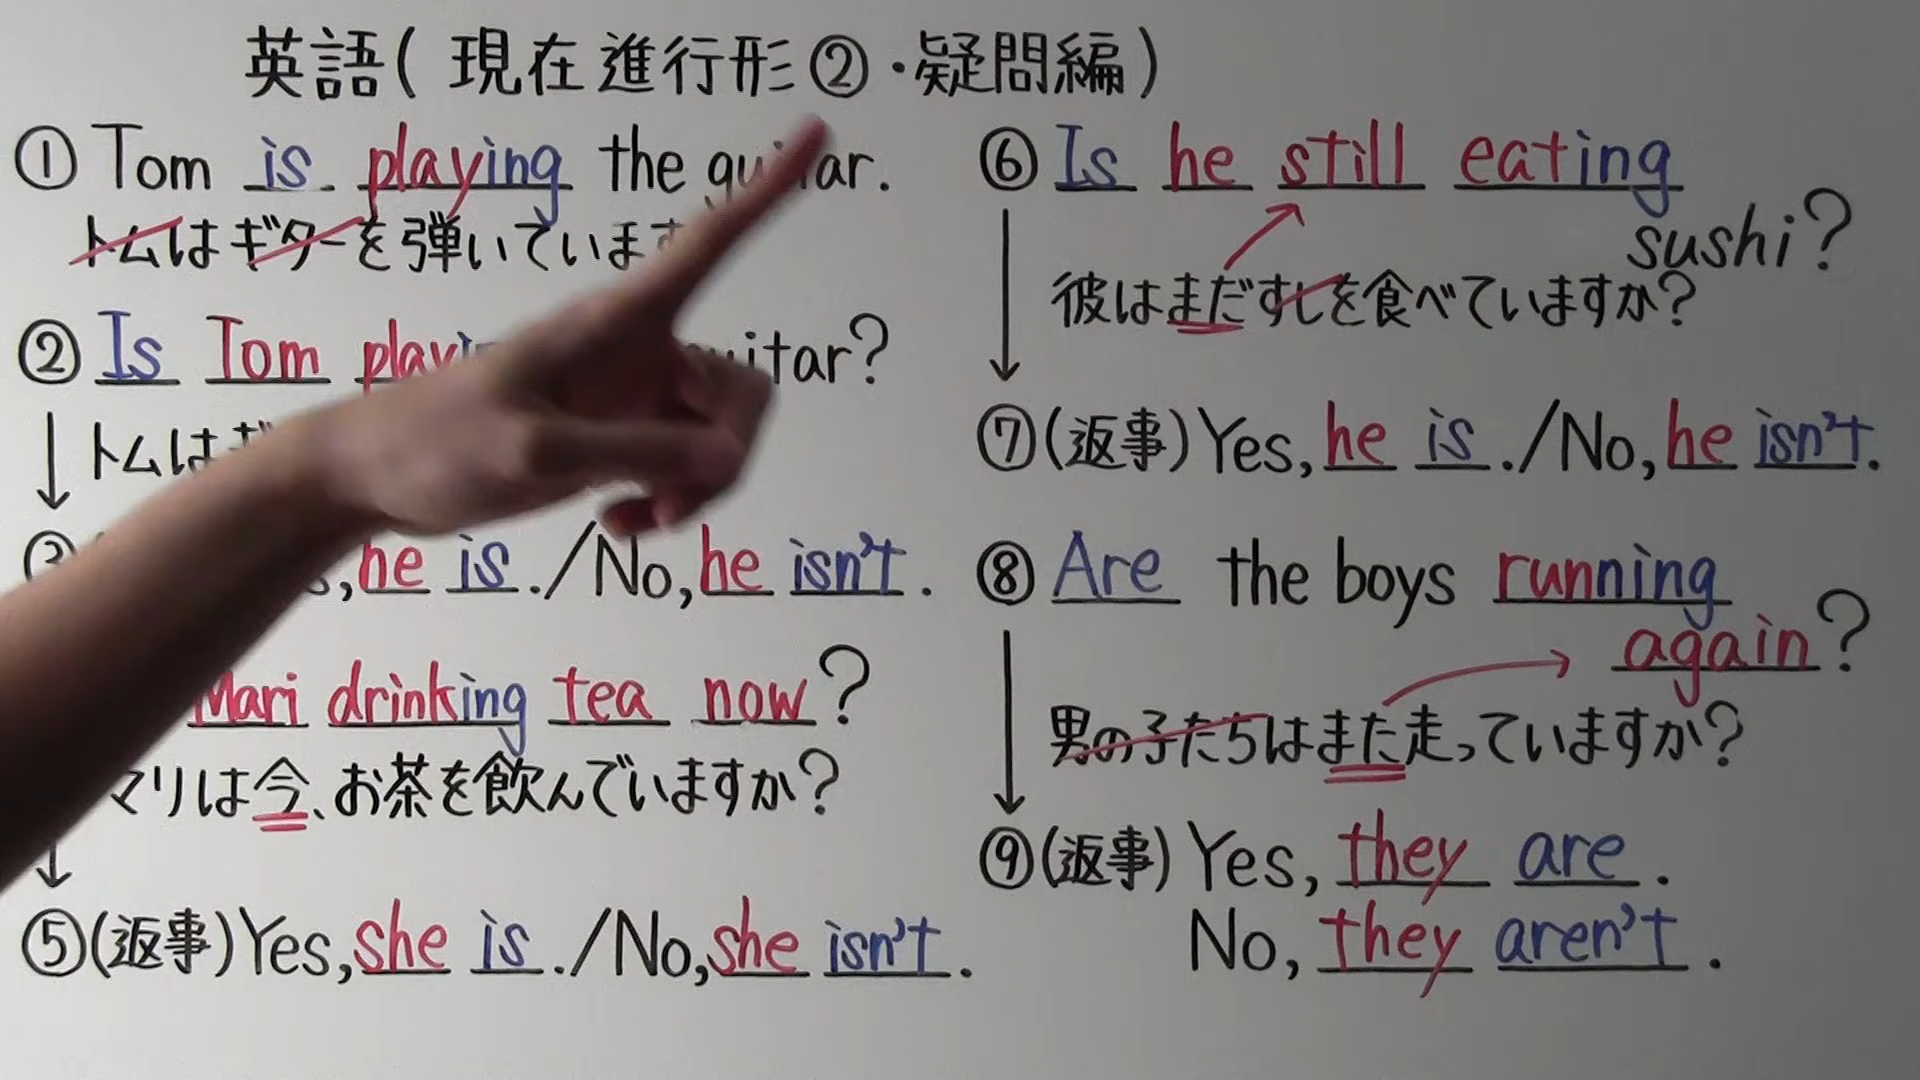 英語(現在進行形②・疑問編)
① Tom is playing the guitar.
トムはギターを弾いています
② Is Tom playin uitar?
トムはギ
③ , he is ./No, he isn't.
Mari drinking tea now?
マリは今、お茶を飲んでいますか?
⑤(返事)Yes, she is ./No, she isn't.
⑥ Is he still eating
sushi?
彼はまだすしを食べていますか?
⑦(返事)Yes, he is ./No, he isn't.
⑧ Are the boys running
again?
男の子たちはまた走っていますか?
⑨(返事)Yes, they are.
No, they aren't.